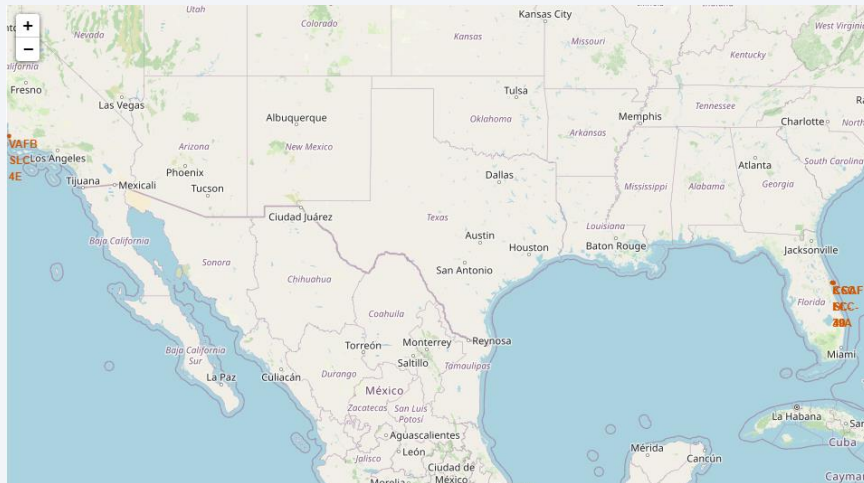 +
−
Utah
Colorado
Kansas City
Nevada
Kansas
Missouri
West Virginia
Kentucky
California
Fresno
Las Vegas
Tulsa
Albuquerque
Memphis
Tennessee
Charlotte
Oklahoma
VAFB
SLC-
4E
Arizona
New Mexico
Arkansas
Los Angeles
Phoenix
Dallas
Atlanta
South Carolina
Tijuana
Mexicali
Tucson
Mississippi
Alabama
Georgia
Ciudad Juárez
Texas
Louisiana
Baja California
Austin
Houston
Baton Rouge
Jacksonville
Sonora
San Antonio
Chihuahua
Florida
Coahuila
Baja California
Sur
Torreón
Monterrey
Reynosa
Saltillo
Miami
La Paz
Culiacán
Durango
Tamaulipas
México
Zacatecas
San Luis
Potosí
La Habana
Aguascalientes
Cuba
León
Mérida
Cancún
Jalisco
Ciudad de
México
Morelia